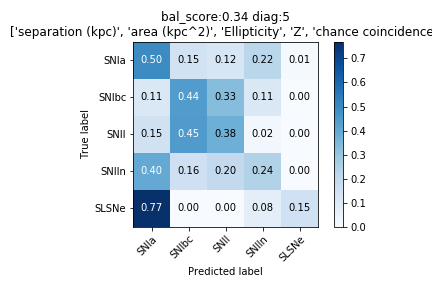 bal_score:0.34 diag:5
['separation (kpc)', 'area (kpc^2)', 'Ellipticity', 'Z', 'chance coincidence
True label
SNIa 0.50 0.15 0.12 0.22 0.01
SNIbc 0.11 0.44 0.33 0.11 0.00
SNII 0.15 0.45 0.38 0.02 0.00
SNIIn 0.40 0.16 0.20 0.24 0.00
SLSNe 0.77 0.00 0.00 0.08 0.15
SNIa SNIbc SNII SNIIn SLSNe
Predicted label
0.7
0.6
0.5
0.4
0.3
0.2
0.1
0.0